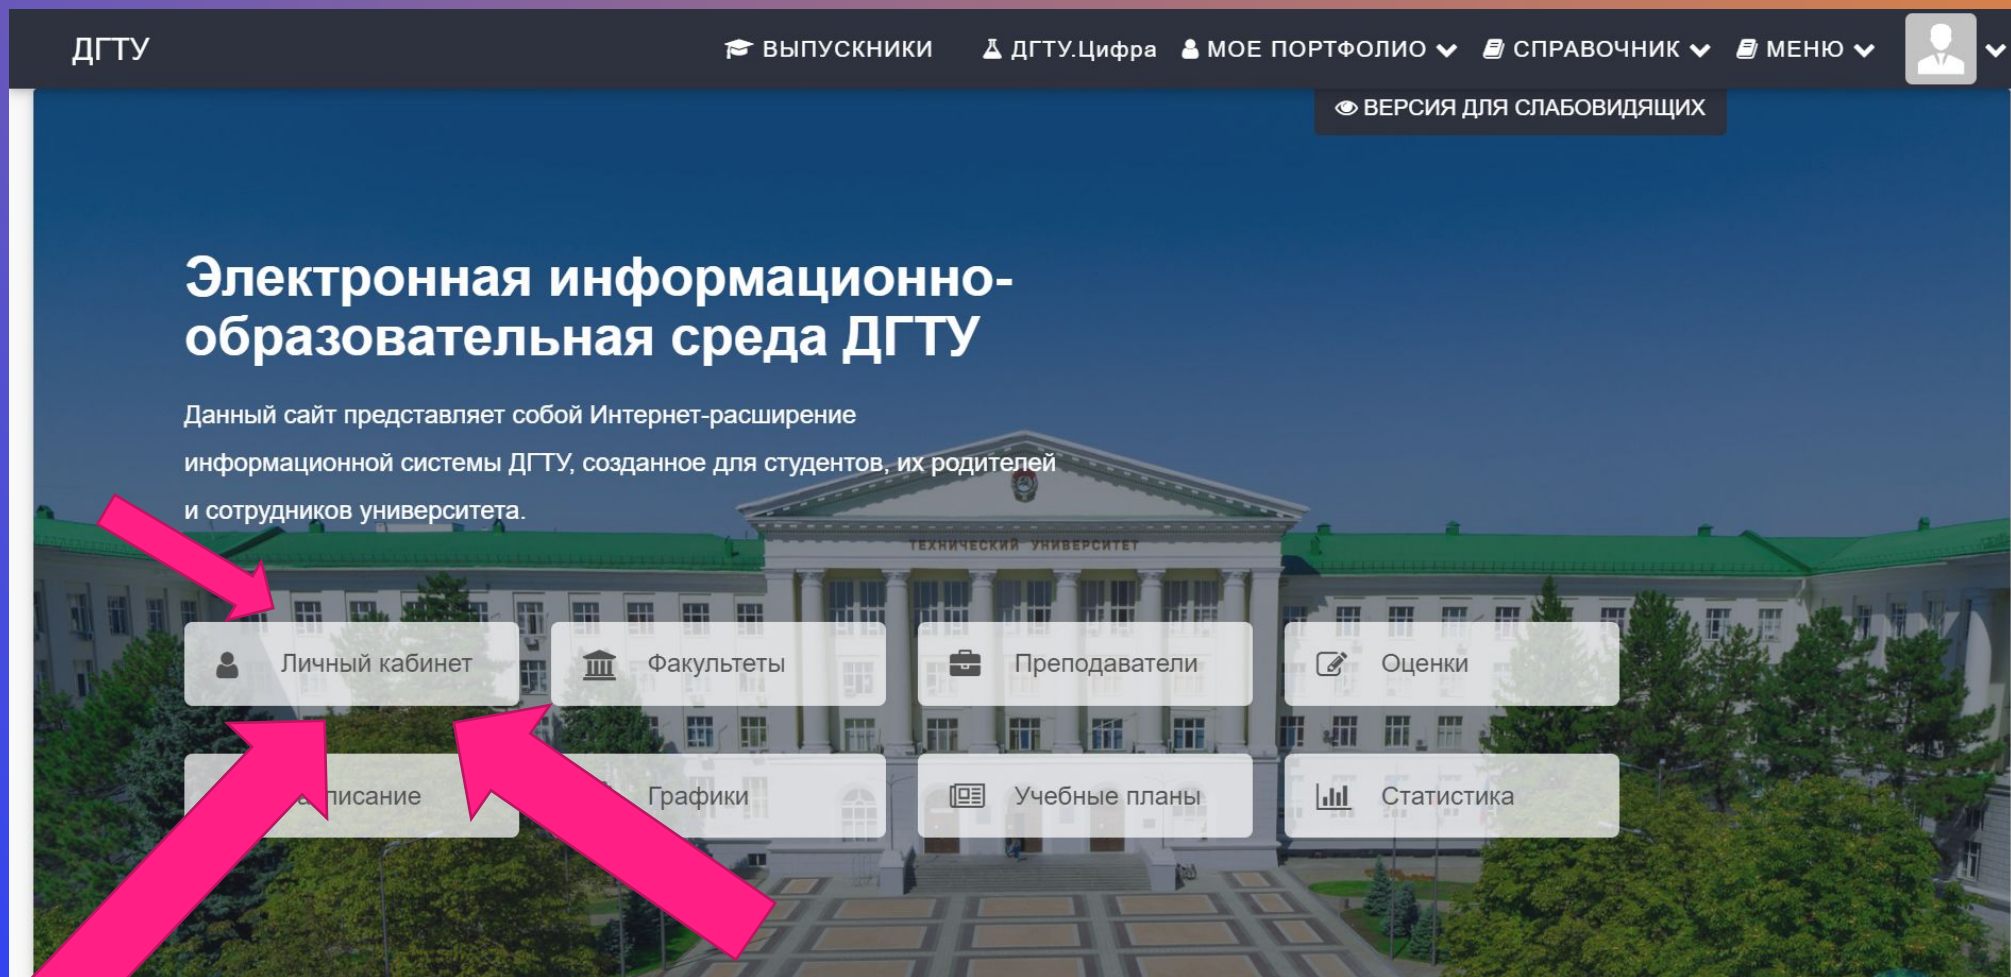 ДГТУ
ВЫПУСКНИКИ ДГТУ.Цифра МОЕ ПОРТФОЛИО СПРАВОЧНИК МЕНЮ
ВЕРСИЯ ДЛЯ СЛАБОВИДЯЩИХ
Электронная информационно-
образовательная среда ДГТУ
Данный сайт представляет собой Интернет-расширение
информационной системы ДГТУ, созданное для студентов, их родителей
и сотрудников университета.
ТЕХНИЧЕСКИЙ УНИВЕРСИТЕТ
Личный кабинет
Факультеты
Преподаватели
Оценки
Графики
Учебные планы
Статистика